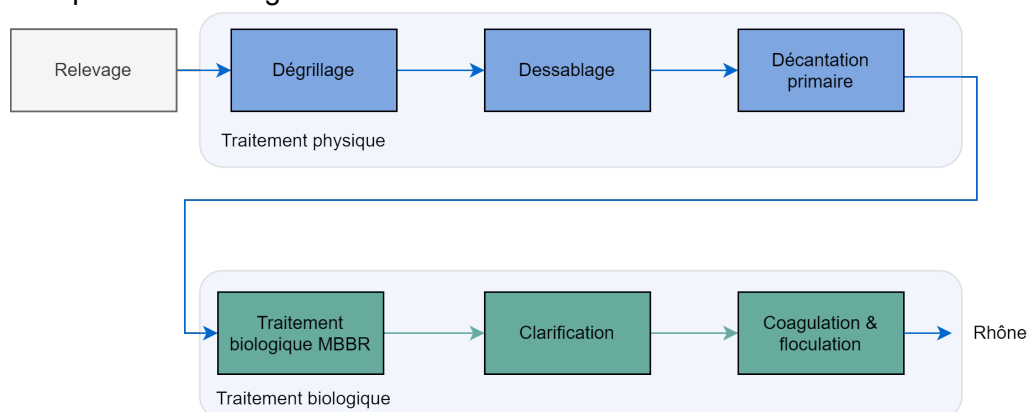 Relevage
Dégrillage
Dessablage
Décantation
primaire
Traitement physique
Traitement
biologique MBBR
Clarification
Coagulation &
floculation
Rhône
Traitement biologique